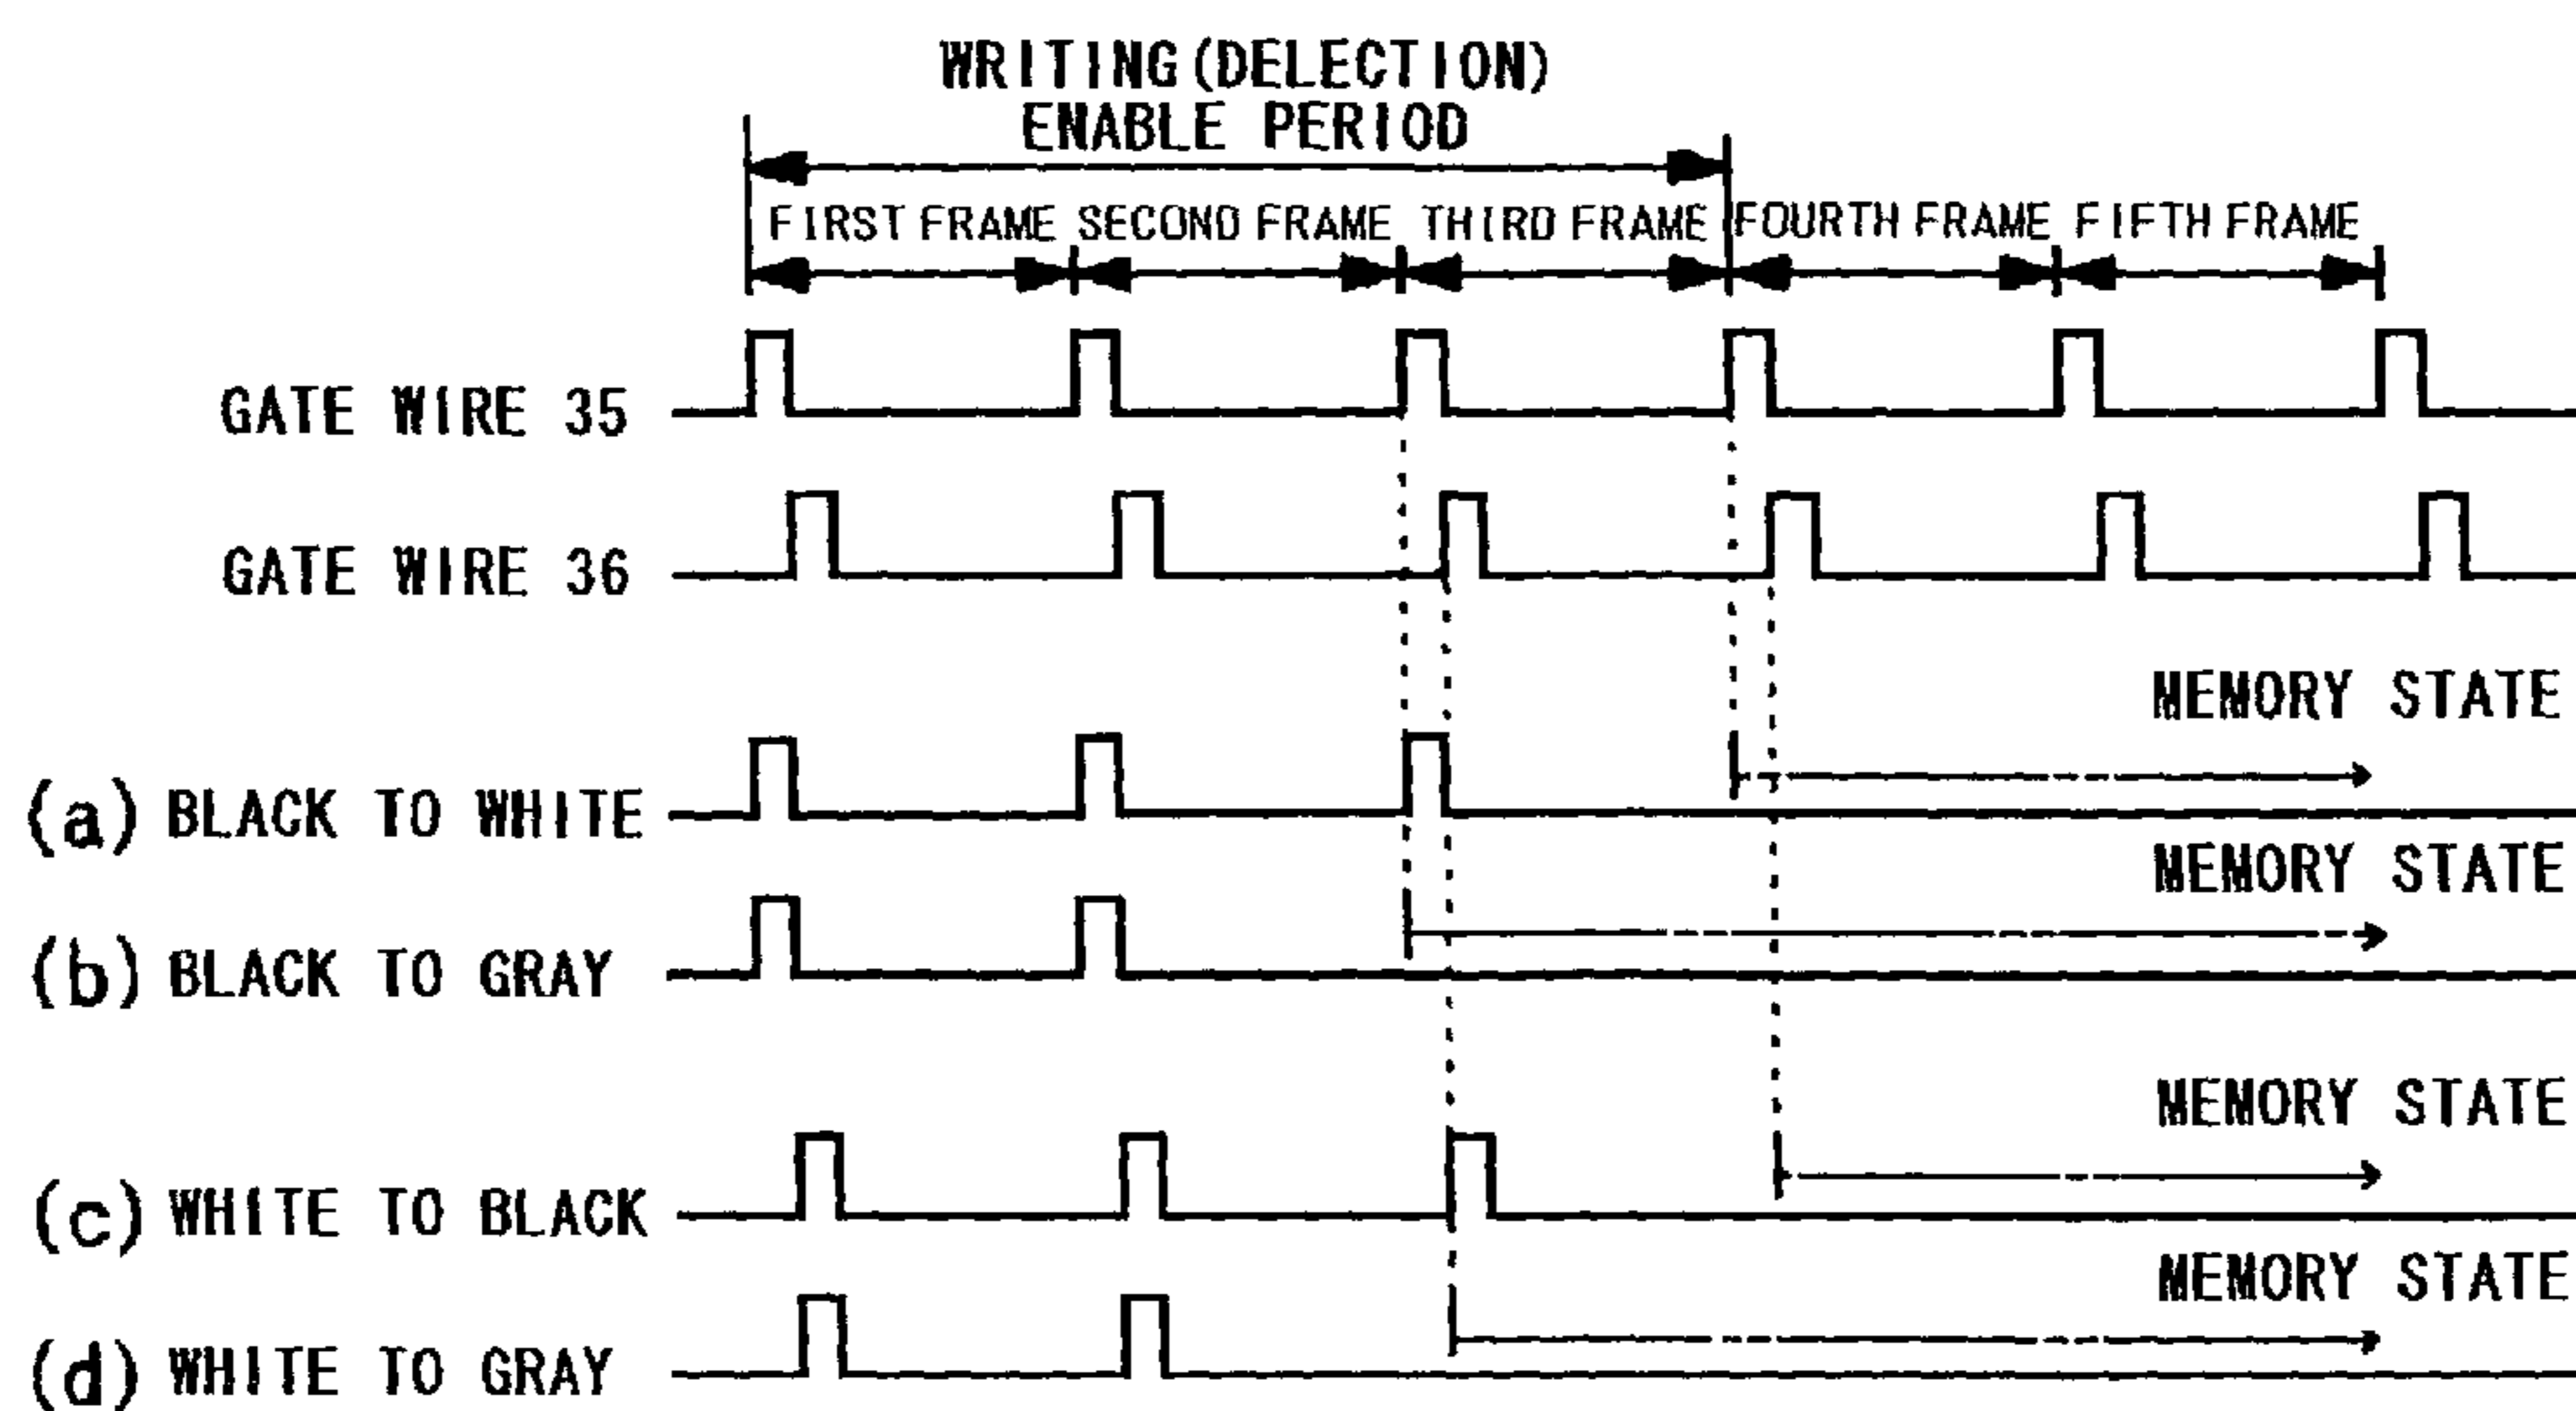 WRITING(DELECTION)
ENABLE PERIOD
FIRST FRAME SECOND FRAME THIRD FRAME FOURTH FRAME FIFTH FRAME
GATE WIRE 35
GATE WIRE 36
MEMORY STATE
(a) BLACK TO WHITE
MEMORY STATE
(b) BLACK TO GRAY
MEMORY STATE
(c) WHITE TO BLACK
MEMORY STATE
(d) WHITE TO GRAY